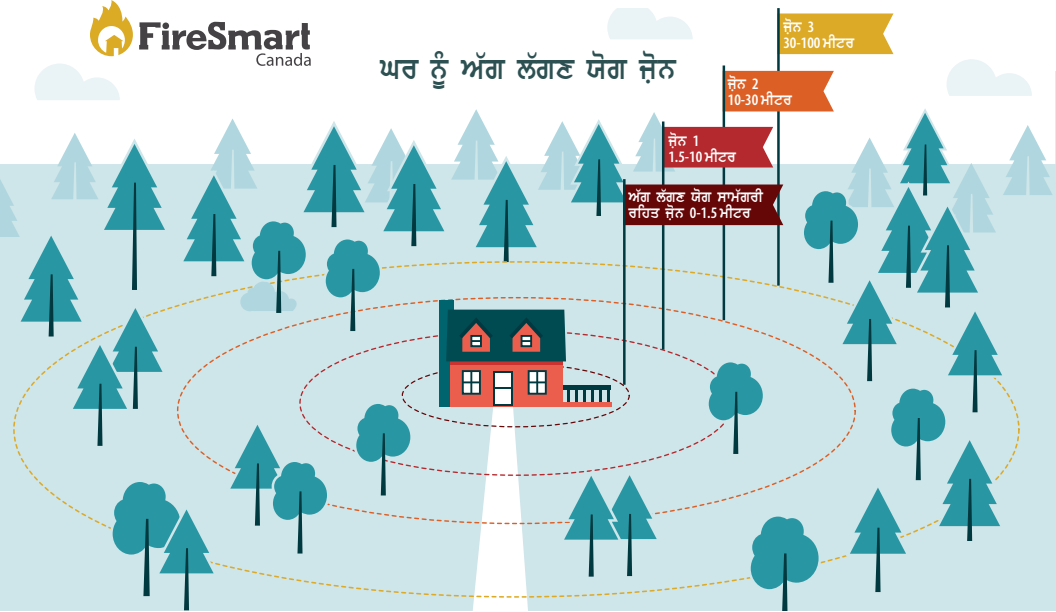 FireSmart
Canada
ਘਰ ਨੂੰ ਅੱਗ ਲੱਗਣ ਯੋਗ ਜ਼ੋਨ
ਜ਼ੋਨ 3
30-100 ਮੀਟਰ
ਜ਼ੋਨ 2
10-30 ਮੀਟਰ
ਜ਼ੋਨ 1
1.5-10 ਮੀਟਰ
ਅੱਗ ਲੱਗਣ ਯੋਗ ਸਾਮੱਗਰੀ
ਰਹਿਤ ਜ਼ੋਨ 0-1.5 ਮੀਟਰ